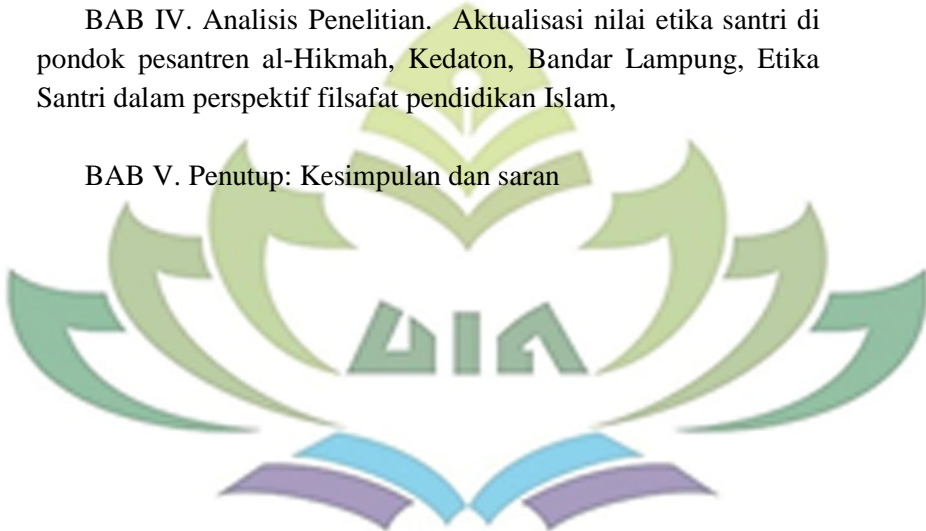 BAB IV. Analisis Penelitian. Aktualisasi nilai etika santri di
pondok pesantren al-Hikmah, Kedaton, Bandar Lampung, Etika
Santri dalam perspektif filsafat pendidikan Islam,
BAB V. Penutup: Kesimpulan dan saran
UIN